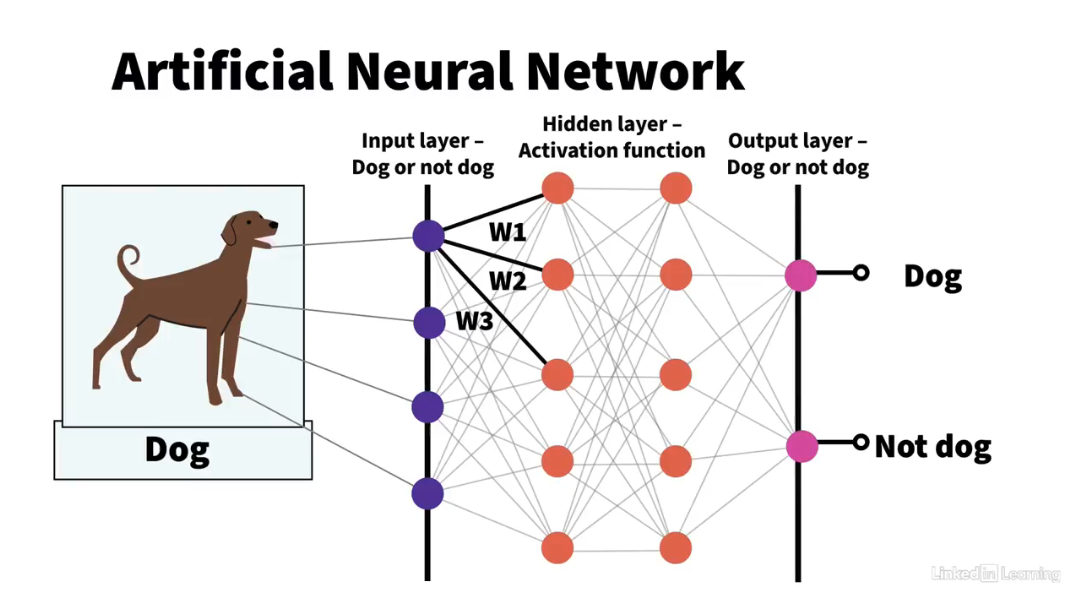 Artificial Neural Network
Input layer –
Dog or not dog
Hidden layer –
Activation function
Output layer –
Dog or not dog
W1
W2
W3
Dog
Dog
Not dog
LinkedIn Learning